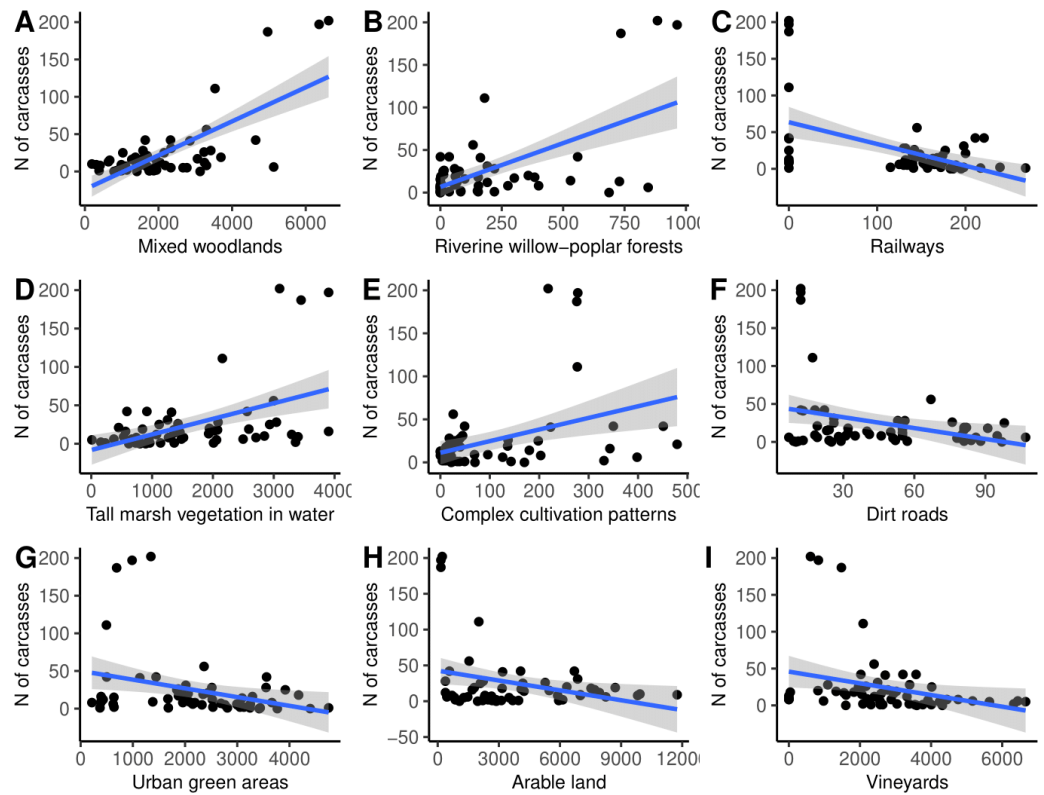 A
N of carcasses
200
150
100
50
0
0 2000 4000 6000
Mixed woodlands
B
N of carcasses
200
150
100
50
0
0 250 500 750 1000
Riverine willow−poplar forests
C
N of carcasses
200
150
100
50
0
0 100 200
Railways
D
N of carcasses
200
150
100
50
0
0 1000 2000 3000 4000
Tall marsh vegetation in water
E
N of carcasses
200
150
100
50
0
0 100 200 300 400 500
Complex cultivation patterns
F
N of carcasses
200
150
100
50
0
30 60 90
Dirt roads
G
N of carcasses
200
150
100
50
0
0 1000 2000 3000 4000
Urban green areas
H
N of carcasses
200
150
100
50
0
−50
0 3000 6000 9000 12000
Arable land
I
N of carcasses
200
150
100
50
0
0 2000 4000 6000
Vineyards